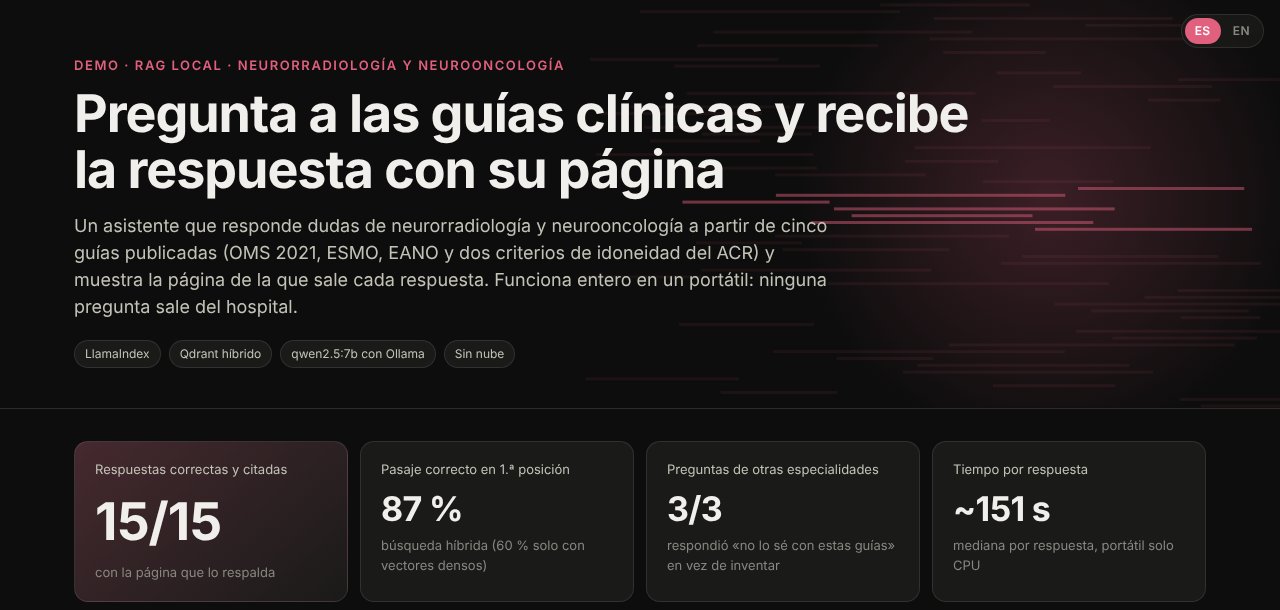 ES EN
DEMO · RAG LOCAL · NEURORRADIOLOGÍA Y NEUROONCOLOGÍA
Pregunta a las guías clínicas y recibe
la respuesta con su página
Un asistente que responde dudas de neurorradiología y neurooncología a partir de cinco
guías publicadas (OMS 2021, ESMO, EANO y dos criterios de idoneidad del ACR) y
muestra la página de la que sale cada respuesta. Funciona entero en un portátil: ninguna
pregunta sale del hospital.
LlamaIndex
Qdrant híbrido
qwen2.5:7b con Ollama
Sin nube
Respuestas correctas y citadas
15/15
con la página que lo respalda
Pasaje correcto en 1.ª posición
87 %
búsqueda híbrida (60 % solo con
vectores densos)
Preguntas de otras especialidades
3/3
respondió «no lo sé con estas guías»
en vez de inventar
Tiempo por respuesta
~151 s
mediana por respuesta, portátil solo
CPU